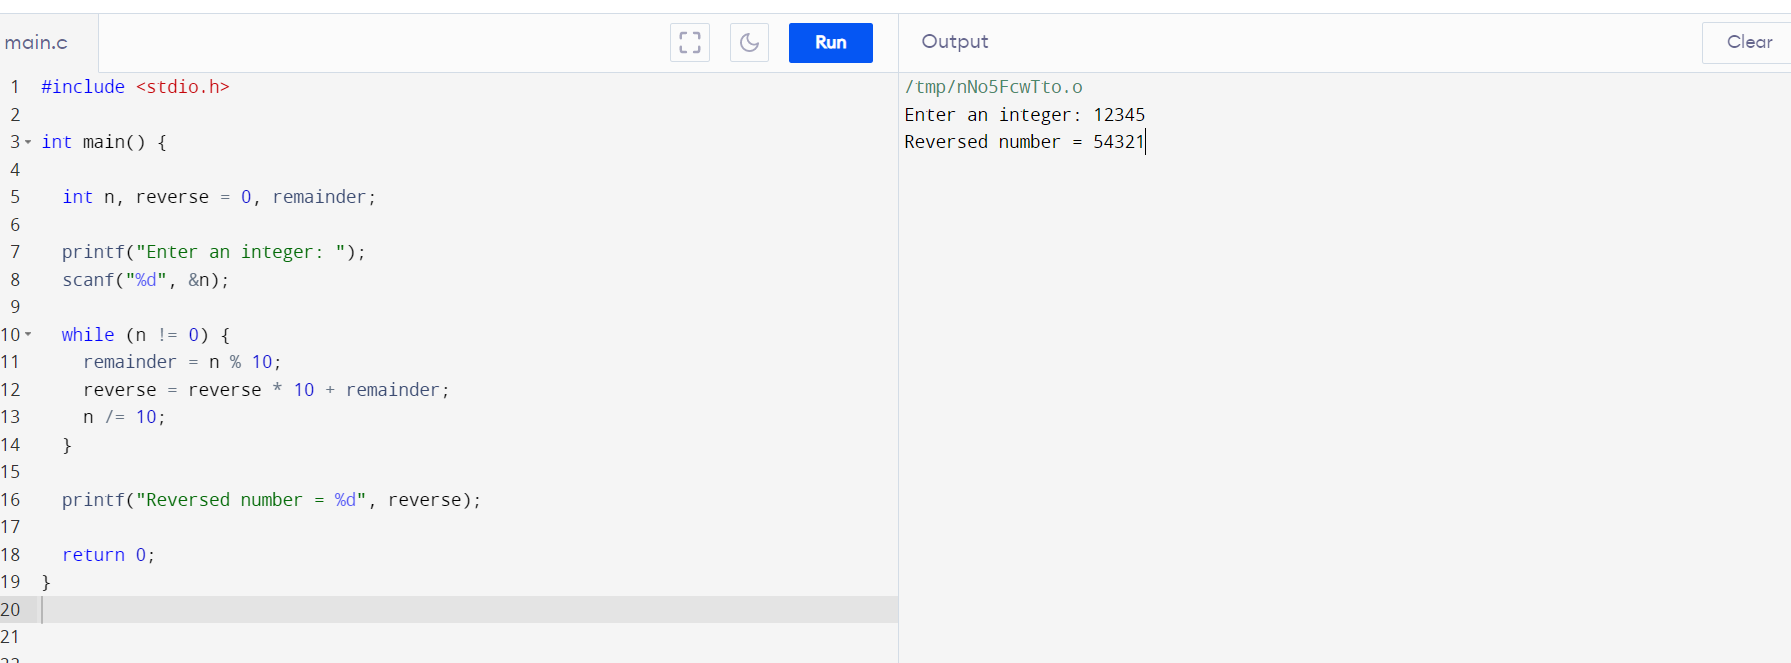 main.c
Run
1 #include <stdio.h>
2
3 int main() {
4
5   int n, reverse = 0, remainder;
6
7   printf("Enter an integer: ");
8   scanf("%d", &n);
9
10   while (n != 0) {
11     remainder = n % 10;
12     reverse = reverse * 10 + remainder;
13     n /= 10;
14   }
15
16   printf("Reversed number = %d", reverse);
17
18   return 0;
19 }
20
21
Output
Clear
/tmp/nNo5FcwTto.o
Enter an integer: 12345
Reversed number = 54321